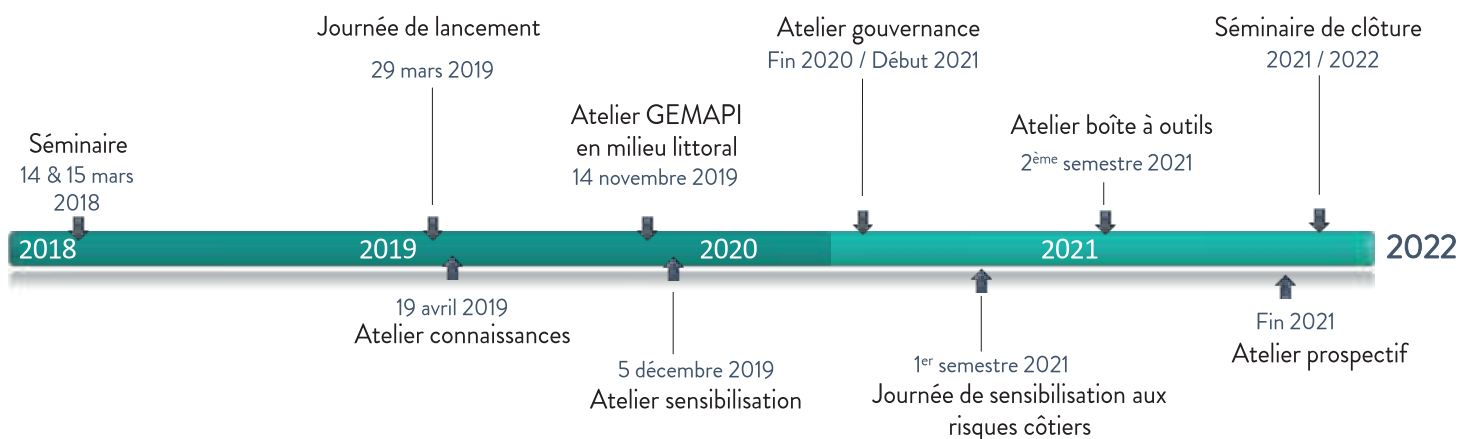 Journée de lancement
29 mars 2019
Atelier gouvernance
Fin 2020 / Début 2021
Séminaire de clôture
2021 / 2022
Séminaire
14 & 15 mars
2018
Atelier GEMAPI
en milieu littoral
14 novembre 2019
Atelier boîte à outils
2ème semestre 2021
2018 2019 2020 2021 2022
19 avril 2019
Atelier connaissances
5 décembre 2019
Atelier sensibilisation
1er semestre 2021
Journée de sensibilisation aux
risques côtiers
Fin 2021
Atelier prospectif